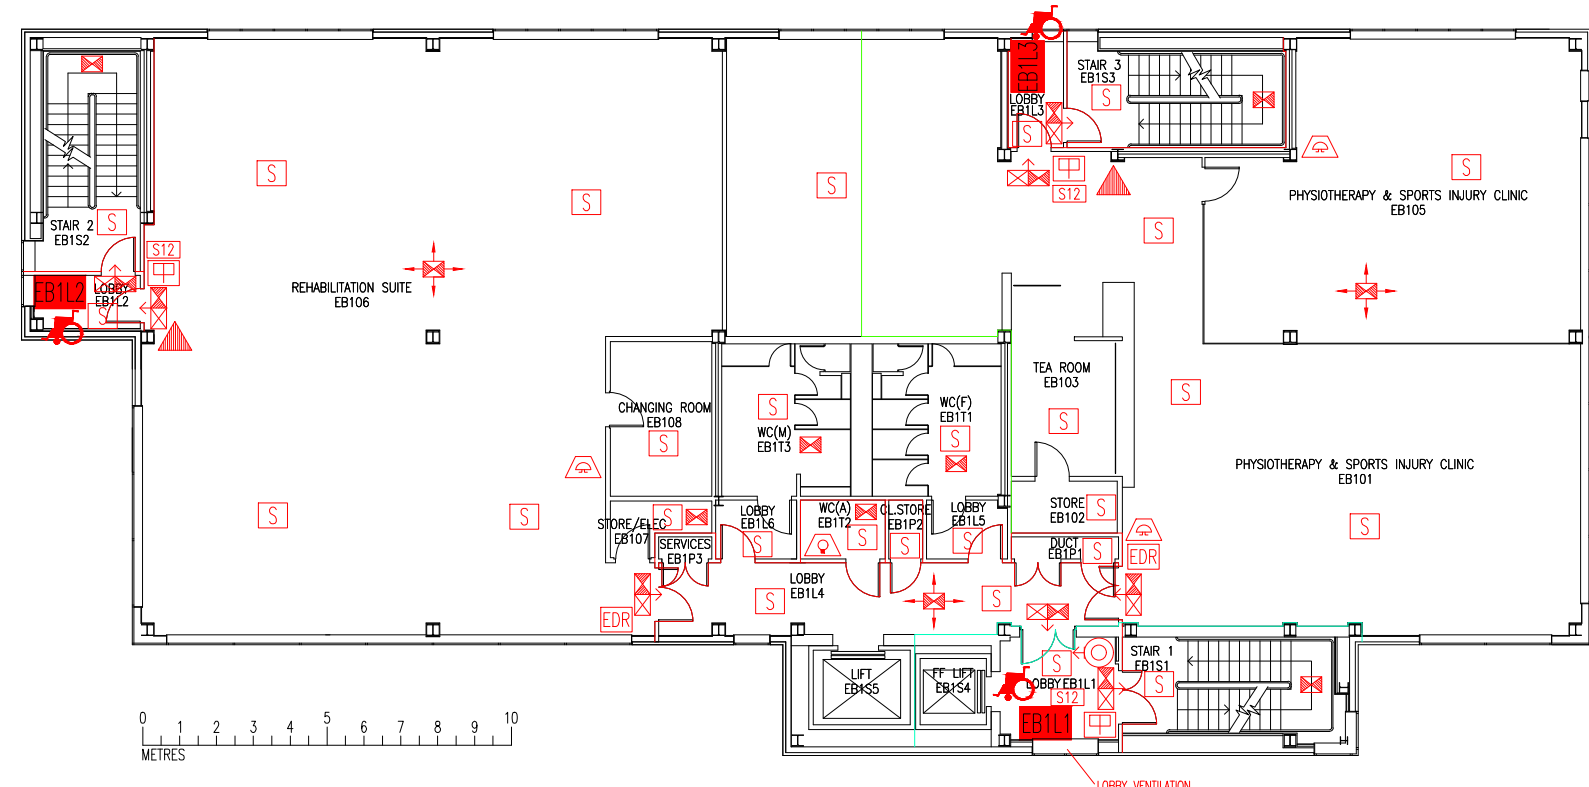 EB1L3
STAIR 3
EB1S3
S
LOBBY
EB1L3
S
S12
S
S
S
S
PHYSIOTHERAPY & SPORTS INJURY CLINIC
EB105
S
STAIR 2
EB1S2
S
S12
EB1L2
LOBBY
EB1L2
S
REHABILITATION SUITE
EB106
TEA ROOM
EB103
S
S
CHANGING ROOM
EB108
S
S
WC(M)
EB1T3
WC(F)
EB1T1
S
PHYSIOTHERAPY & SPORTS INJURY CLINIC
EB101
S
S
S
STORE/ELEC
EB107
S
LOBBY
EB1L6
S
WC(A)
EB1T2
S
CL.STORE
EB1P2
S
LOBBY
EB1L5
S
STORE
EB102
S
SERVICES
EB1P3
DUCT
EB1P1
S
EDR
EDR
LOBBY
EB1L4
S
S
LIFT
EB1S5
FF LIFT
EB1S4
S
LOBBY EB1L1
S12
EB1L1
STAIR 1
EB1S1
S
0 1 2 3 4 5 6 7 8 9 10
METRES
LOBBY VENTILATION